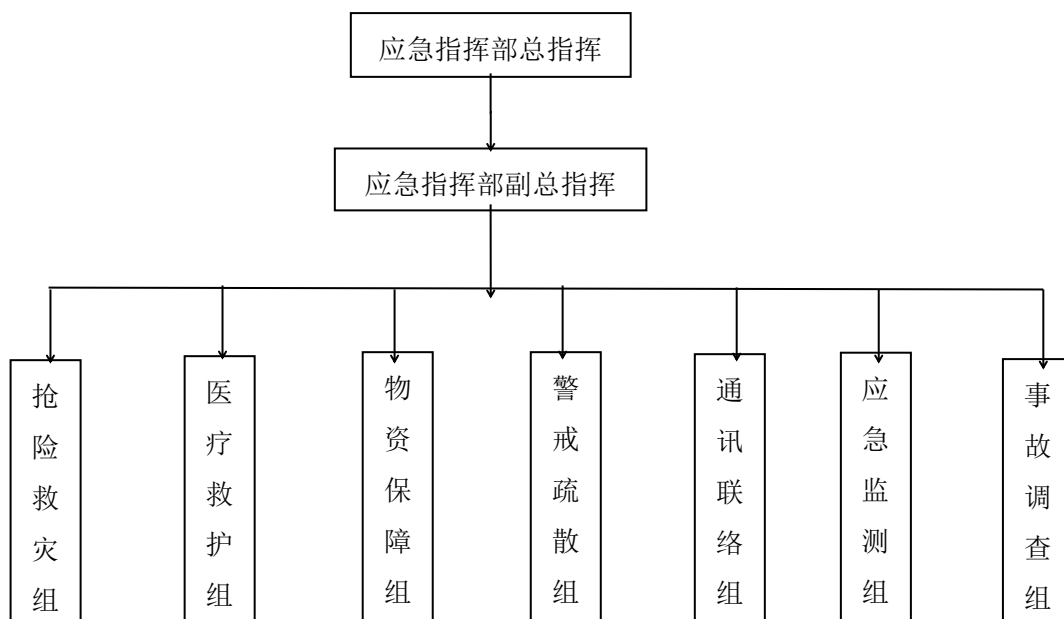 应急指挥部总指挥
应急指挥部副总指挥
抢险救灾组
医疗救护组
物资保障组
警戒疏散组
通讯联络组
应急监测组
事故调查组